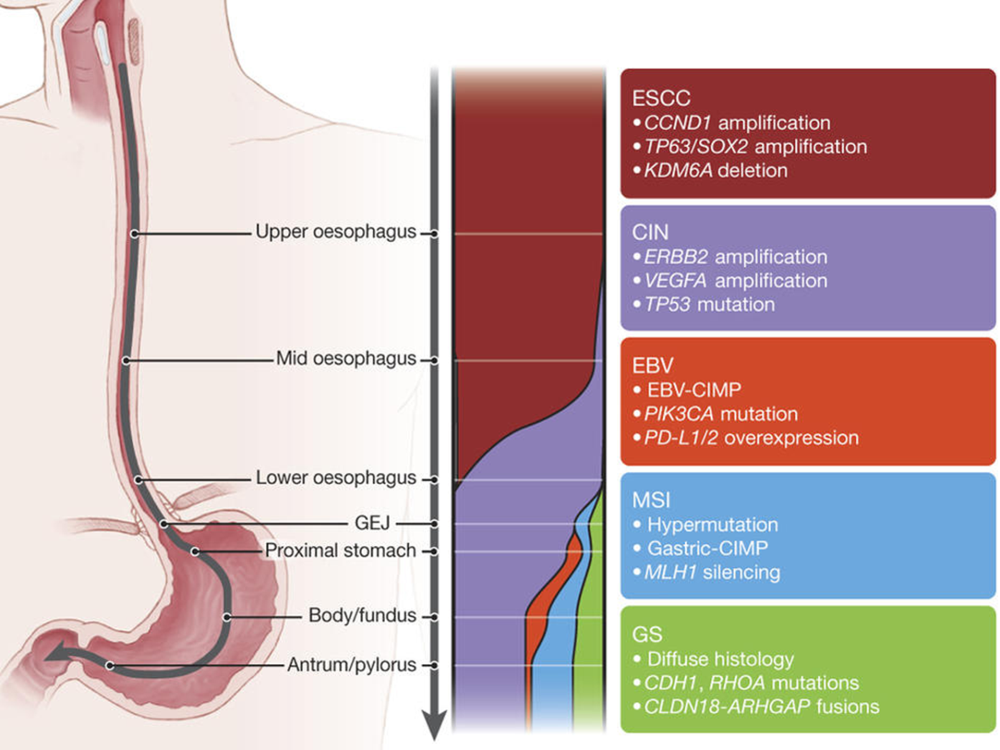 Upper oesophagus
Mid oesophagus
Lower oesophagus
GEJ
Proximal stomach
Body/fundus
Antrum/pylorus
ESCC
• CCND1 amplification
• TP63/SOX2 amplification
• KDM6A deletion
CIN
• ERBB2 amplification
• VEGFA amplification
• TP53 mutation
EBV
• EBV-CIMP
• PIK3CA mutation
• PD-L1/2 overexpression
MSI
• Hypermutation
• Gastric-CIMP
• MLH1 silencing
GS
• Diffuse histology
• CDH1, RHOA mutations
• CLDN18-ARHGAP fusions